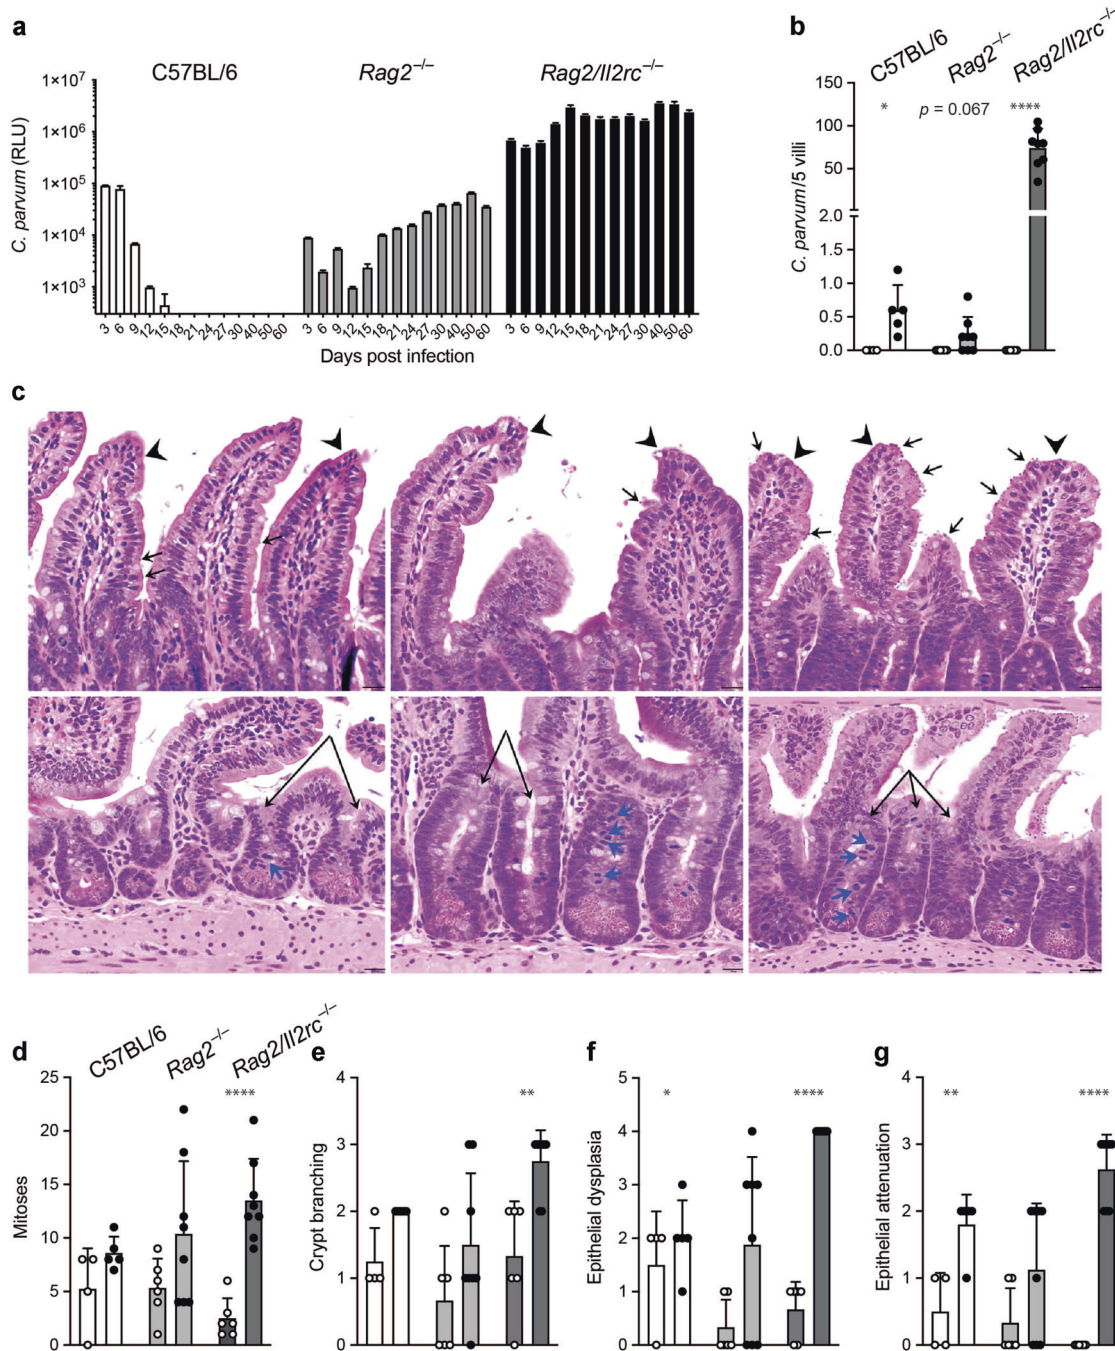 a
C57BL/6 Rag2–/– Rag2/Il2rc–/–
C. parvum (RLU)
1×10⁷
1×10⁶
1×10⁵
1×10⁴
1×10³
3 6 9 12 15 18 21 24 27 30 40 50 60 3 6 9 12 15 18 21 24 27 30 40 50 60 3 6 9 12 15 18 21 24 27 30 40 50 60
Days post infection
b
C57BL/6 Rag2–/– Rag2/Il2rc–/–
* p = 0.067 ****
C. parvum/5 villi
150
100
50
2.0
1.5
1.0
0.5
0.0
c
d
C57BL/6 Rag2–/– Rag2/Il2rc–/–
****
Mitoses
25
20
15
10
5
0
e
**
Crypt branching
4
3
2
1
0
f
* ****
Epithelial dysplasia
5
4
3
2
1
0
g
** ****
Epithelial attenuation
4
3
2
1
0